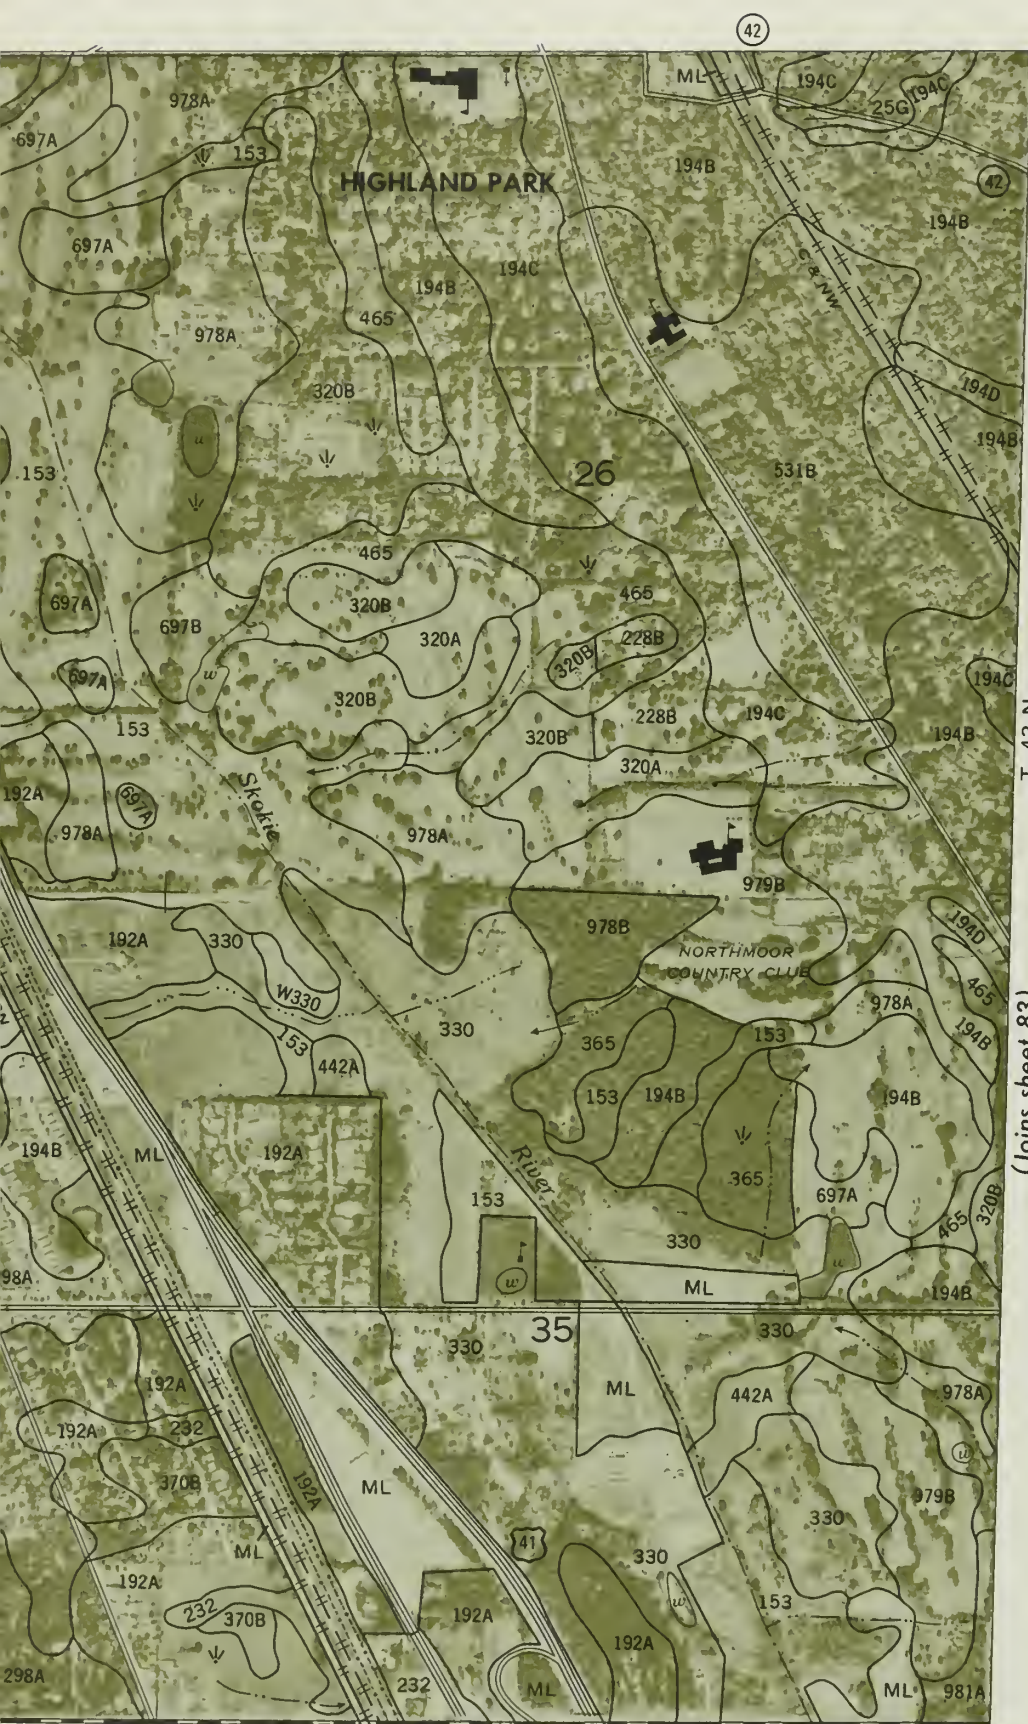 42
ML
194C
978A
25G
194C
697A
153
194B
HIGHLAND PARK
42
194B
697A
194C
C & NW
194B
465
978A
320B
194D
u
194B
.153
26
531B
465
697A
320B
465
697B
320A
228B
320B
697A
w
194C
320B
228B
194C
153
320B
194B
T. 42 N.
320A
192A
697A
Skokie
978A
978A
979B
194D
978B
192A
330
NORTHMOOR
COUNTRY CLUB
465
W330
978A
330
153
365
153
194B
442A
153
194B
194B
(Joins sheet 83)
194B
ML
192A
365
River
153
697A
320B
465
330
98A
w
ML
u
194B
35
330
330
192A
ML
442A
978A
192A
232
370B
192A
ML
u
979B
330
41
ML
330
192A
232
370B
192A
w
153
192A
298A
232
ML
ML
981A